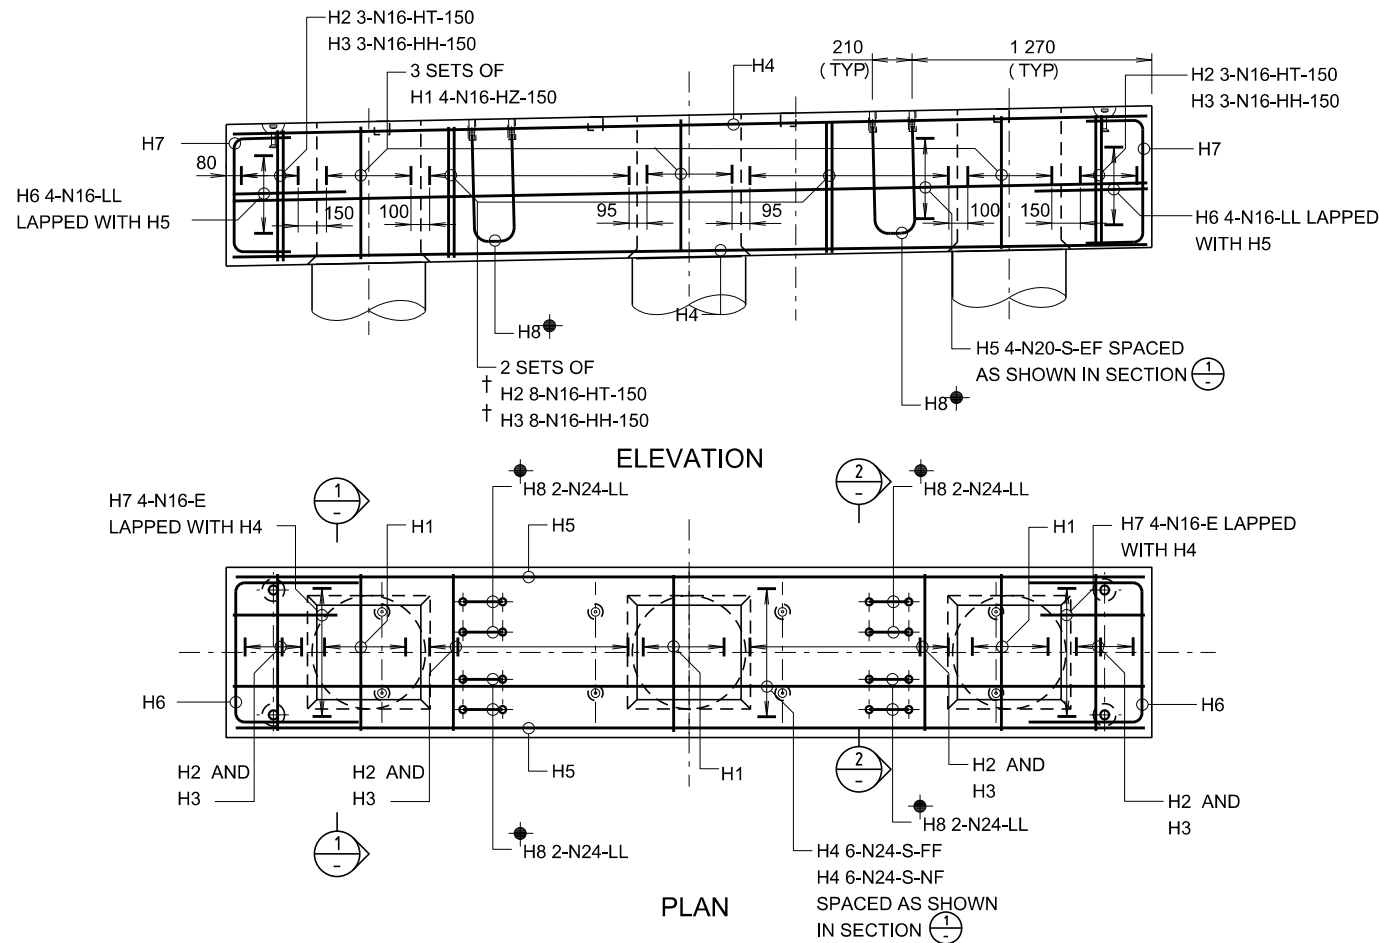 H2 3-N16-HT-150
H3 3-N16-HH-150
3 SETS OF
H1 4-N16-HZ-150
H4
210
( TYP)
1 270
( TYP)
H2 3-N16-HT-150
H3 3-N16-HH-150
H7
H7
80
H6 4-N16-LL
LAPPED WITH H5
150
100
95
95
100
150
H6 4-N16-LL LAPPED
WITH H5
H8
H4
2 SETS OF
† H2 8-N16-HT-150
† H3 8-N16-HH-150
H5 4-N20-S-EF SPACED
AS SHOWN IN SECTION 1
-
H8
ELEVATION
H7 4-N16-E
LAPPED WITH H4
1
-
H1
H8 2-N24-LL
H5
2
-
H8 2-N24-LL
H1
H7 4-N16-E LAPPED
WITH H4
H6
H6
H2 AND
H3
H2 AND
H3
H5
H1
2
-
H2 AND
H3
H2 AND
H3
1
-
H8 2-N24-LL
H8 2-N24-LL
H4 6-N24-S-FF
H4 6-N24-S-NF
SPACED AS SHOWN
IN SECTION 1
-
PLAN